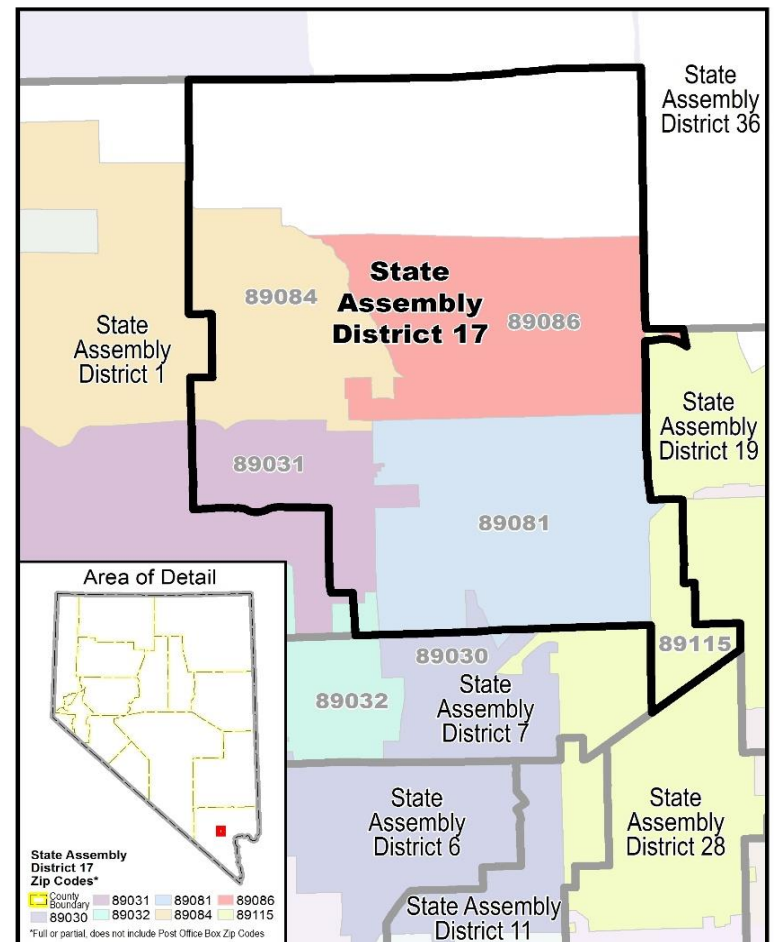 State
Assembly
District 36
State
Assembly
District 17
89084
89086
State
Assembly
District 1
State
Assembly
District 19
89031
89081
89115
89030
89032
State
Assembly
District 7
State
Assembly
District 6
State
Assembly
District 28
State Assembly
District 11
Area of Detail
State Assembly
District 17
Zip Codes*
County
Boundary
89031
89081
89086
89030
89032
89084
89115
*Full or partial, does not include Post Office Box Zip Codes